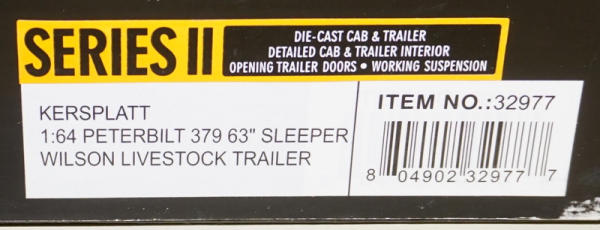 SERIES II
DIE-CAST CAB & TRAILER
DETAILED CAB & TRAILER INTERIOR
OPENING TRAILER DOORS • WORKING SUSPENSION
KERSPLATT
1:64 PETERBILT 379 63" SLEEPER
WILSON LIVESTOCK TRAILER
ITEM NO.:32977
8 04902 32977 7